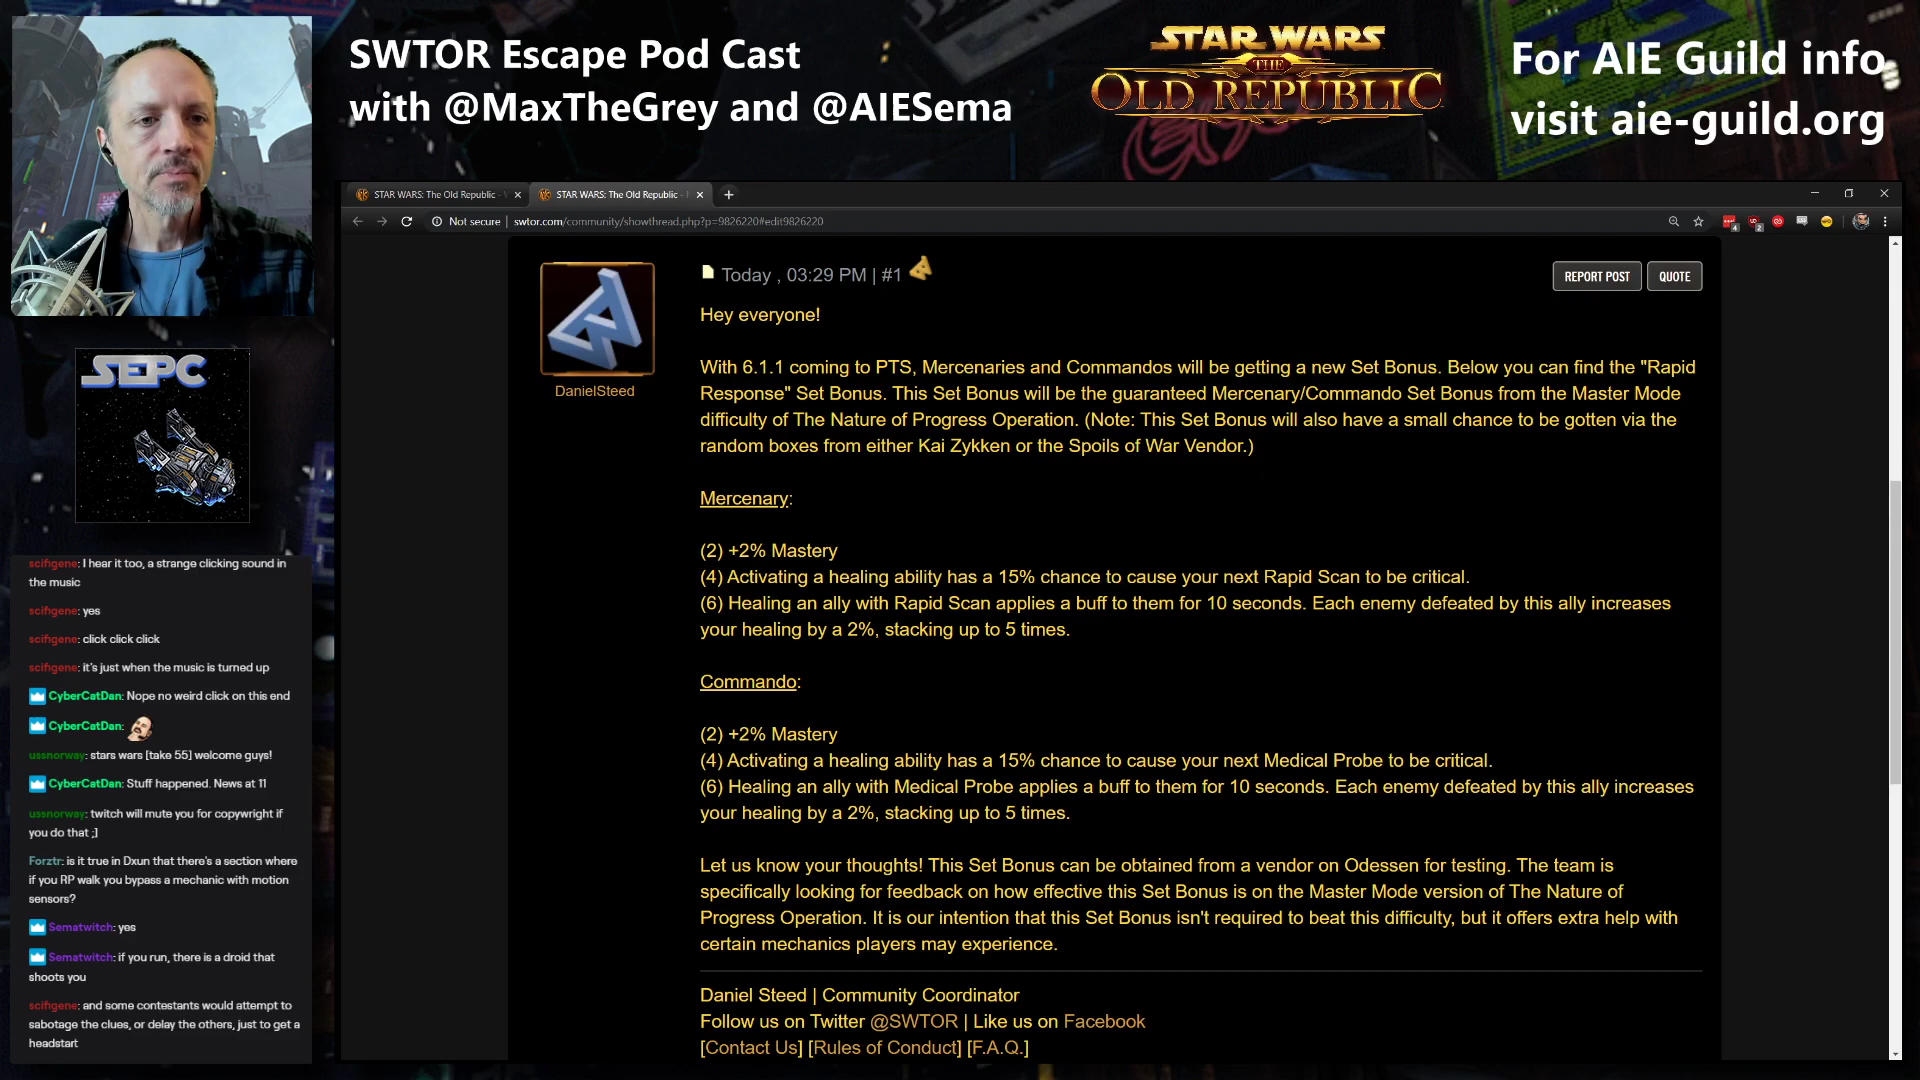 SWTOR Escape Pod Cast
with @MaxTheGrey and @AIESema
STAR WARS
THE
OLD REPUBLIC
For AIE Guild info
visit aie-guild.org
STAR WARS: The Old Republic -
STAR WARS: The Old Republic -
Not secure | swtor.com/community/showthread.php?p=9826220#edit9826220
SEPC
scifigene: I hear it too, a strange clicking sound in
the music
scifigene: yes
scifigene: click click click
scifigene: it's just when the music is turned up
CyberCatDan: Nope no weird click on this end
CyberCatDan:
ussnorway: stars wars [take 55] welcome guys!
CyberCatDan: Stuff happened. News at 11
ussnorway: twitch will mute you for copywright if
you do that ;]
Forztr: is it true in Dxun that there's a section where
if you RP walk you bypass a mechanic with motion
sensors?
Sematwitch: yes
Sematwitch: if you run, there is a droid that
shoots you
scifigene: and some contestants would attempt to
sabotage the clues, or delay the others, just to get a
headstart
DanielSteed
Today , 03:29 PM | #1
REPORT POST
QUOTE
Hey everyone!
With 6.1.1 coming to PTS, Mercenaries and Commandos will be getting a new Set Bonus. Below you can find the "Rapid
Response" Set Bonus. This Set Bonus will be the guaranteed Mercenary/Commando Set Bonus from the Master Mode
difficulty of The Nature of Progress Operation. (Note: This Set Bonus will also have a small chance to be gotten via the
random boxes from either Kai Zykken or the Spoils of War Vendor.)
Mercenary:
(2) +2% Mastery
(4) Activating a healing ability has a 15% chance to cause your next Rapid Scan to be critical.
(6) Healing an ally with Rapid Scan applies a buff to them for 10 seconds. Each enemy defeated by this ally increases
your healing by a 2%, stacking up to 5 times.
Commando:
(2) +2% Mastery
(4) Activating a healing ability has a 15% chance to cause your next Medical Probe to be critical.
(6) Healing an ally with Medical Probe applies a buff to them for 10 seconds. Each enemy defeated by this ally increases
your healing by a 2%, stacking up to 5 times.
Let us know your thoughts! This Set Bonus can be obtained from a vendor on Odessen for testing. The team is
specifically looking for feedback on how effective this Set Bonus is on the Master Mode version of The Nature of
Progress Operation. It is our intention that this Set Bonus isn't required to beat this difficulty, but it offers extra help with
certain mechanics players may experience.
Daniel Steed | Community Coordinator
Follow us on Twitter @SWTOR | Like us on Facebook
[Contact Us] [Rules of Conduct] [F.A.Q.]